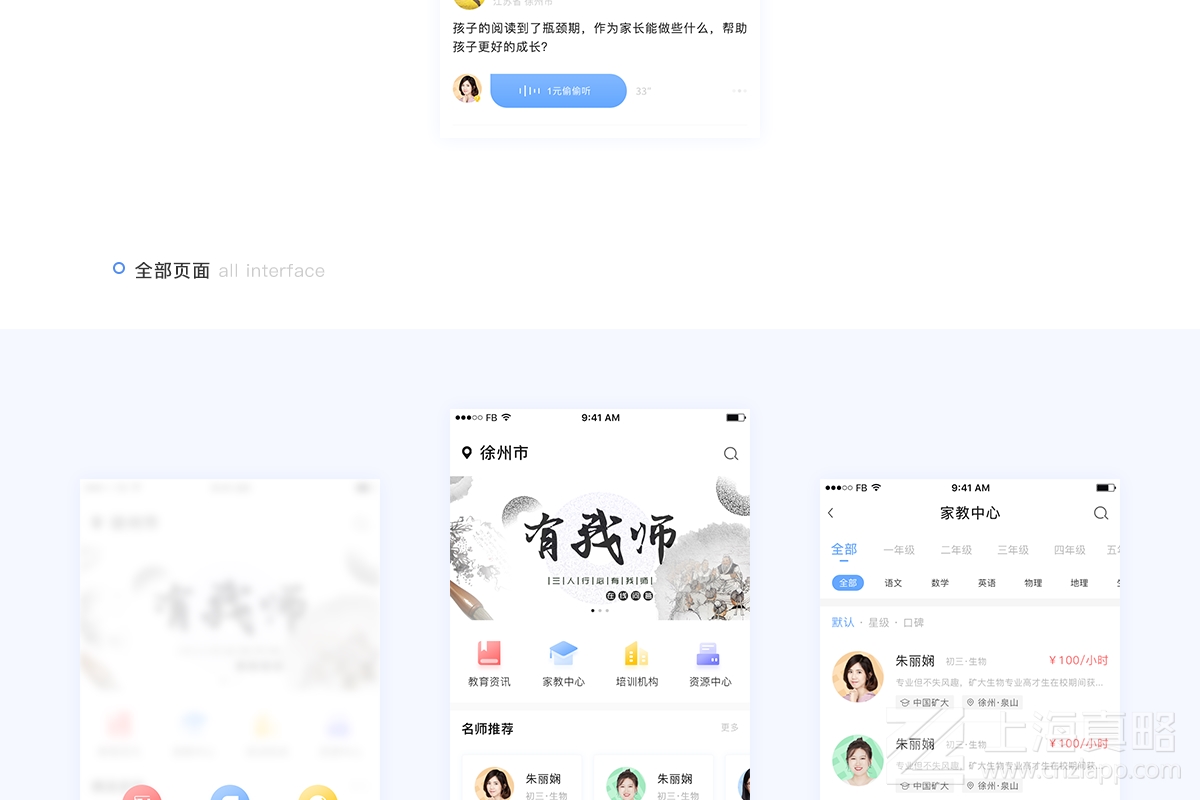 江苏省 徐州市
孩子的阅读到了瓶颈期，作为家长能做些什么，帮助
孩子更好的成长?
1元偷偷听 33"
全部页面 all interface
FB 9:41 AM
徐州市
有我师
三人行必有我师
在线问答
教育资讯 家教中心 培训机构 资源中心
名师推荐 更多
朱丽娴 朱丽娴
初三·生物 初三·生物
FB 9:41 AM
家教中心
全部 一年级 二年级 三年级 四年级
全部 语文 数学 英语 物理 地理
默认 · 星级 · 口碑
朱丽娴 初三·生物 ¥100/小时
专业但不失风趣，矿大生物专业高才生在校期间获...
中国矿大 徐州·泉山
朱丽娴 初三·生物 ¥100/小时
专业但不失风趣，矿大生物专业高才生在校期间获...
中国矿大 徐州·泉山
上海真略
www.cnzlapp.com